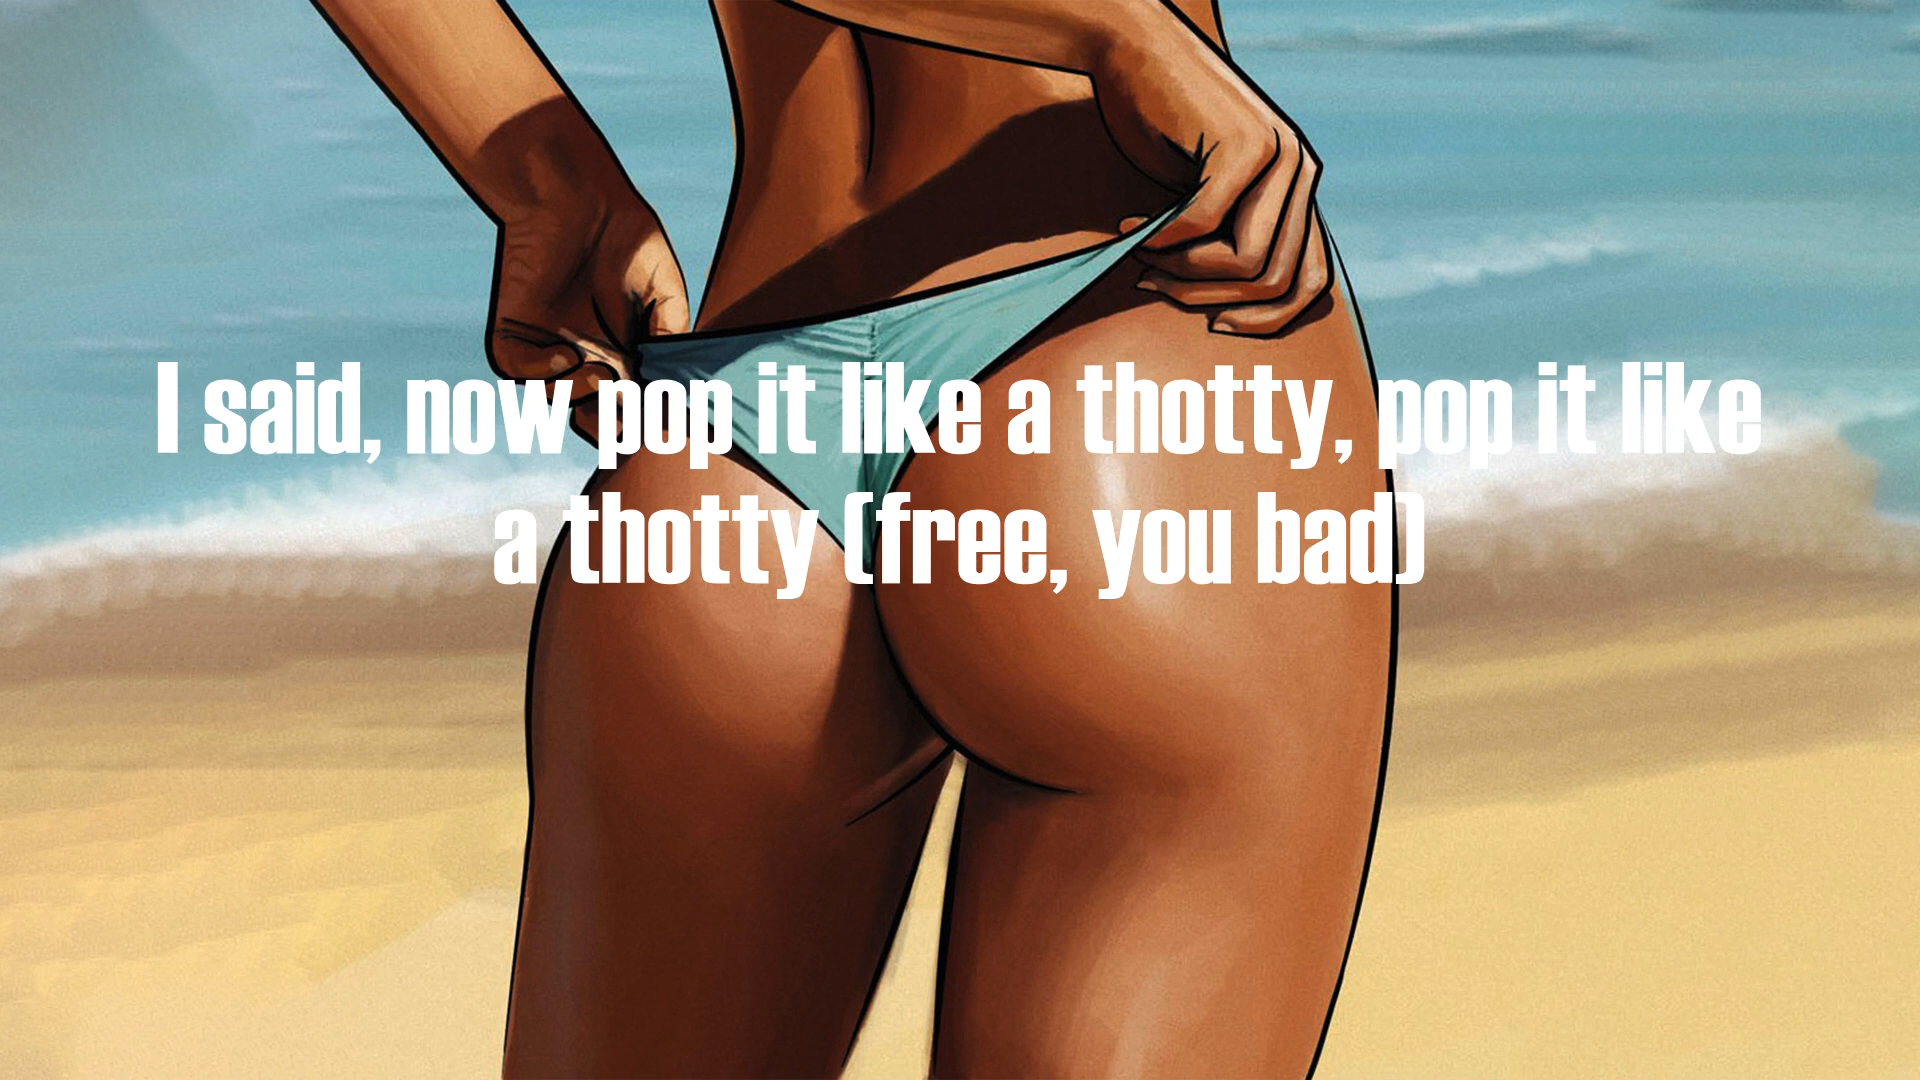 I said, now pop it like a thotty, pop it like
a thotty (free, you bad)